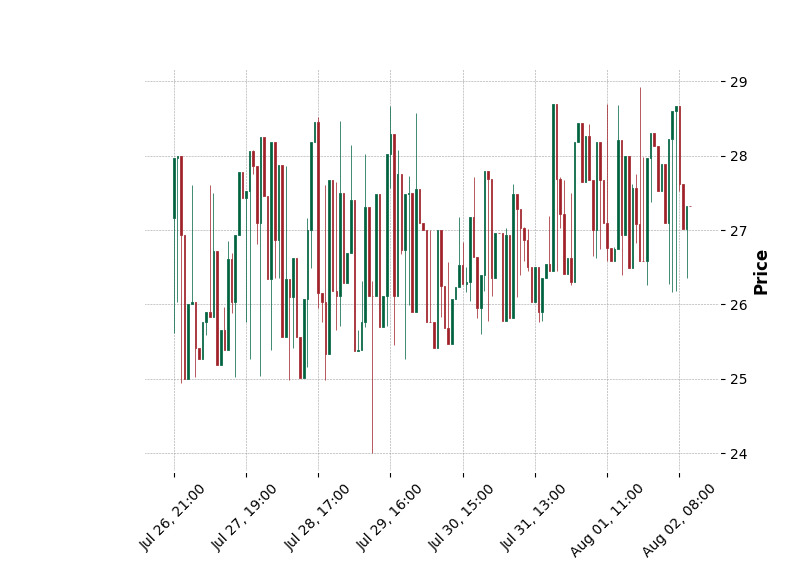 29
28
27
26
25
24
Price
Jul 26, 21:00
Jul 27, 19:00
Jul 28, 17:00
Jul 29, 16:00
Jul 30, 15:00
Jul 31, 13:00
Aug 01, 11:00
Aug 02, 08:00